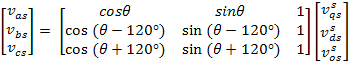 [v_as]   [cosθ  sinθ  1] [v^s_qs]
[v_bs] = [cos (θ − 120°)  sin (θ − 120°)  1] [v^s_ds]
[v_cs]   [cos (θ + 120°)  sin (θ + 120°)  1] [v^s_os]